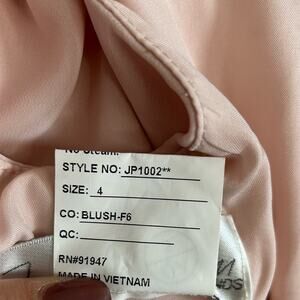 No Steam.
STYLE NO: JP1002**
SIZE: 4
CO: BLUSH-F6
QC:
RN#91947
MADE IN VIETNAM